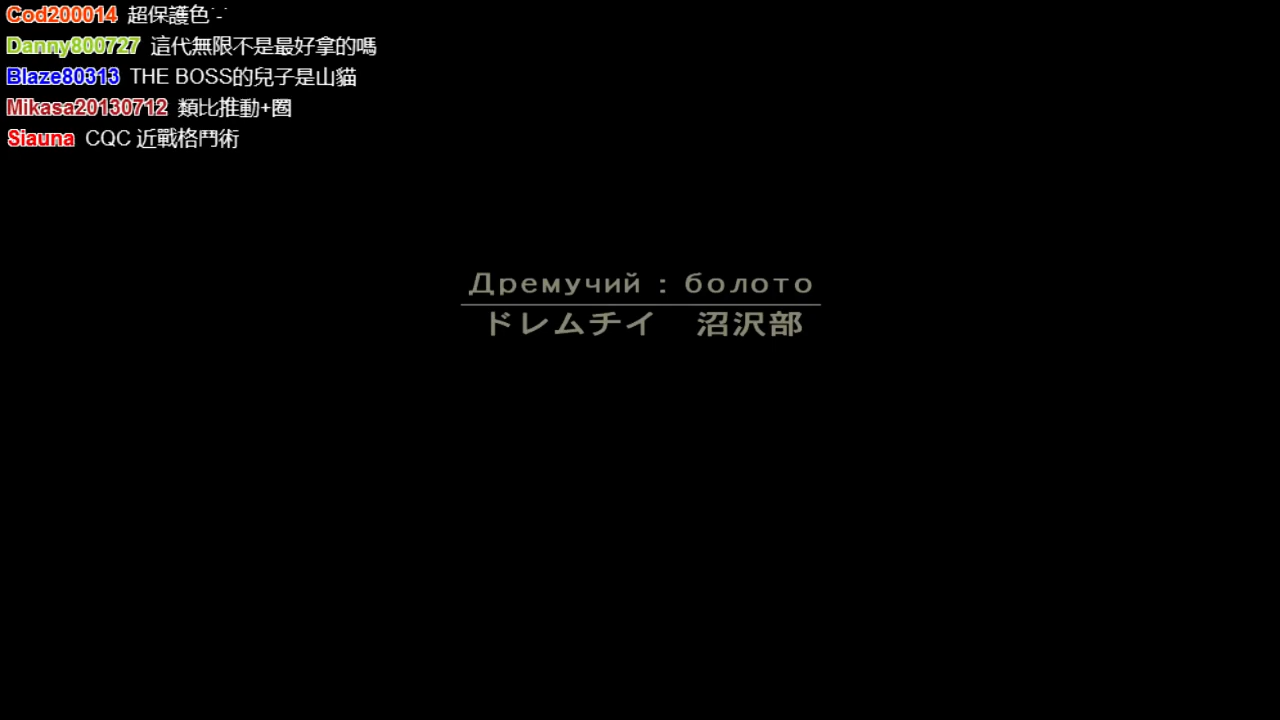 Cod200014 超保護色˙-˙
Danny800727 這代無限不是最好拿的嗎
Blaze80313 THE BOSS的兒子是山貓
Mikasa20130712 類比推動+圈
Siauna CQC 近戰格鬥術
Дремучий : болото
ドレムチイ 沼沢部